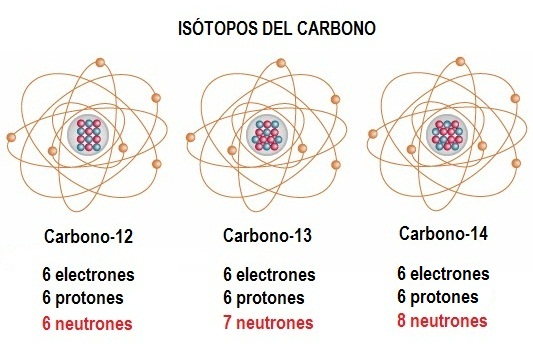 ISÓTOPOS DEL CARBONO
Carbono-12
6 electrones
6 protones
6 neutrones
Carbono-13
6 electrones
6 protones
7 neutrones
Carbono-14
6 electrones
6 protones
8 neutrones